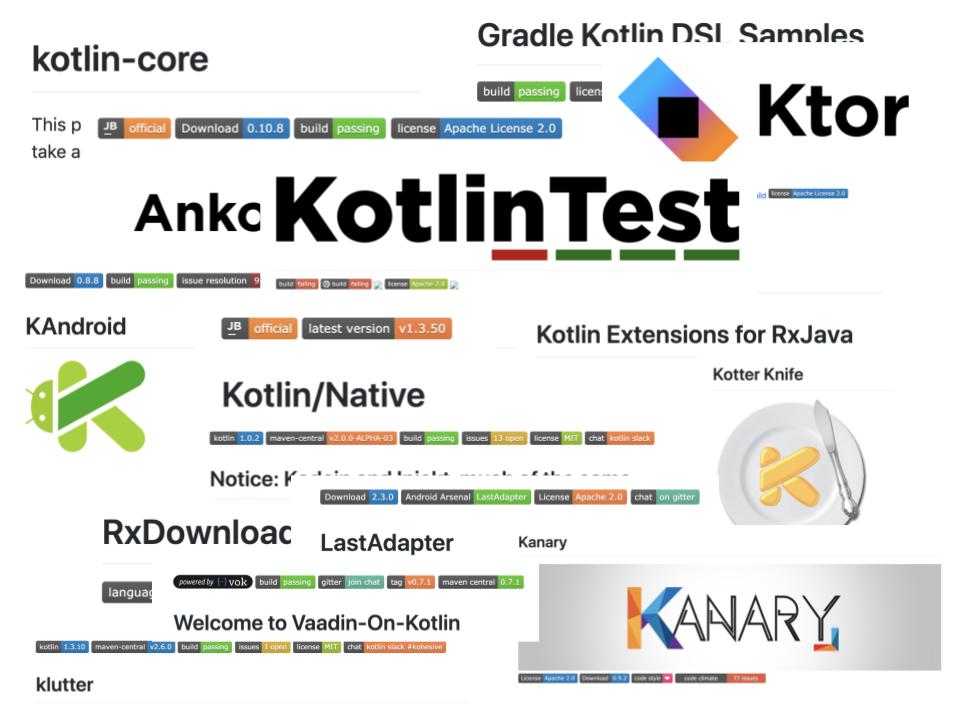 Gradle Kotlin DSL Samples
kotlin-core
build passing
Ktor
This p
take a
JB official Download 0.10.8 build passing license Apache License 2.0
Anko
KotlinTest
license Apache License 2.0
Download 0.8.8 build passing issue resolution 9
build failing build failing license Apache-2.0
KAndroid
JB official latest version v1.3.50
Kotlin Extensions for RxJava
Kotter Knife
Kotlin/Native
kotlin 1.0.2 maven-central v2.0.0-ALPHA-03 build passing issues 13 open license MIT chat kotlin slack
Notice:
Download 2.3.0 Android Arsenal LastAdapter License Apache 2.0 chat on gitter
RxDownload
LastAdapter
Kanary
powered by {·} vok build passing gitter join chat tag v0.7.1 maven central 0.7.1
languag
KANARY
Welcome to Vaadin-On-Kotlin
kotlin 1.3.10 maven-central v2.6.0 build passing issues 1 open license MIT chat kotlin slack #kohesive
License Apache 2.0 Download 0.9.2 code style ❤ code climate 77 issues
klutter